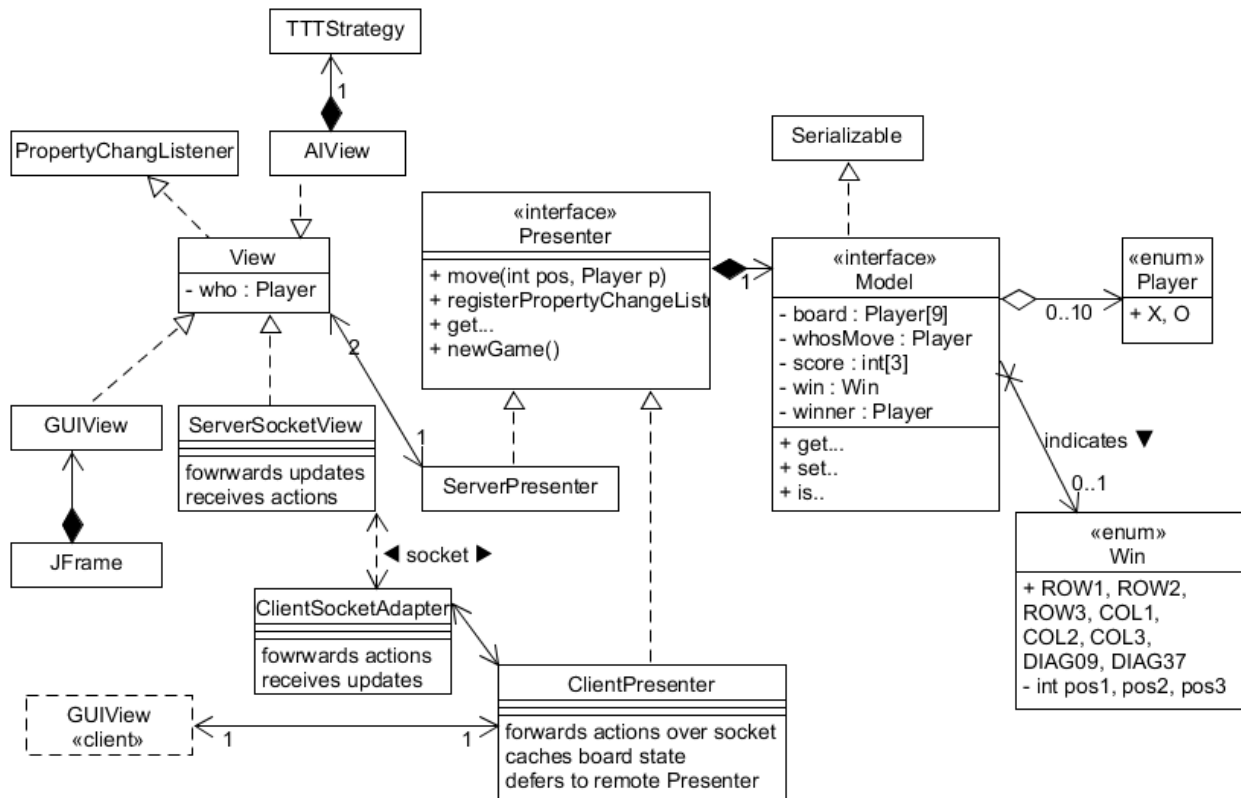 TTTStrategy
1
PropertyChangListener
AIView
Serializable
«interface»
Presenter
+ move(int pos, Player p)
+ registerPropertyChangeListe
+ get...
+ newGame()
1
View
- who : Player
2
«interface»
Model
- board : Player[9]
- whosMove : Player
- score : int[3]
- win : Win
- winner : Player
+ get...
+ set..
+ is..
0..10
«enum»
Player
+ X, O
GUIView
ServerSocketView
fowrwards updates
receives actions
1
ServerPresenter
indicates ▼
0..1
JFrame
◀ socket ▶
«enum»
Win
+ ROW1, ROW2,
ROW3, COL1,
COL2, COL3,
DIAG09, DIAG37
- int pos1, pos2, pos3
ClientSocketAdapter
fowrwards actions
receives updates
GUIView
«client»
1
1
ClientPresenter
forwards actions over socket
caches board state
defers to remote Presenter